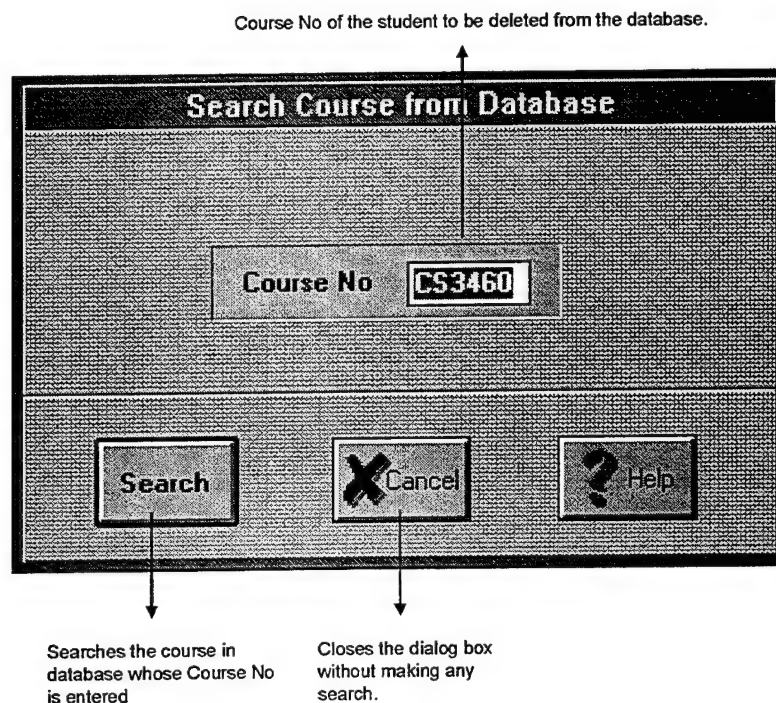 Course No of the student to be deleted from the database.
Search Course from Database
Course No CS3460
Search
Cancel
Help
Searches the course in
database whose Course No
is entered
Closes the dialog box
without making any
search.